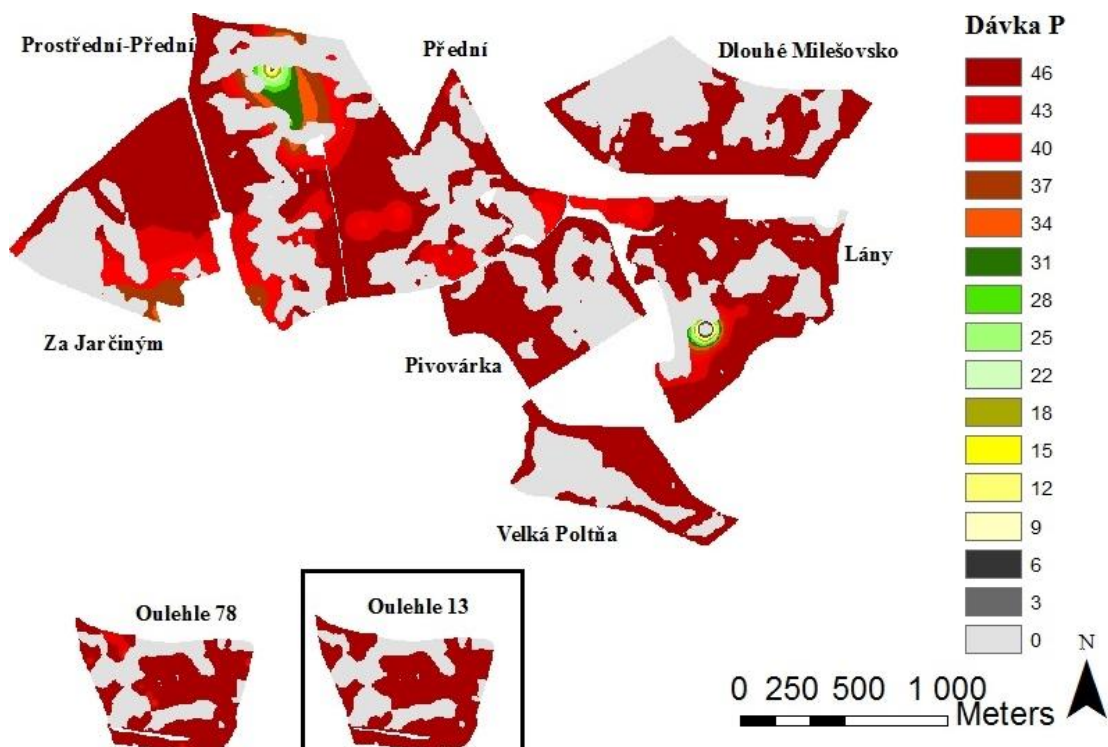 Prostřední-Přední
Přední
Dlouhé Milešovsko
Lány
Za Jarčiným
Pivovárka
Velká Poltňa
Oulehle 78
Oulehle 13
Dávka P
46
43
40
37
34
31
28
25
22
18
15
12
9
6
3
0
N
0 250 500 1 000
Meters